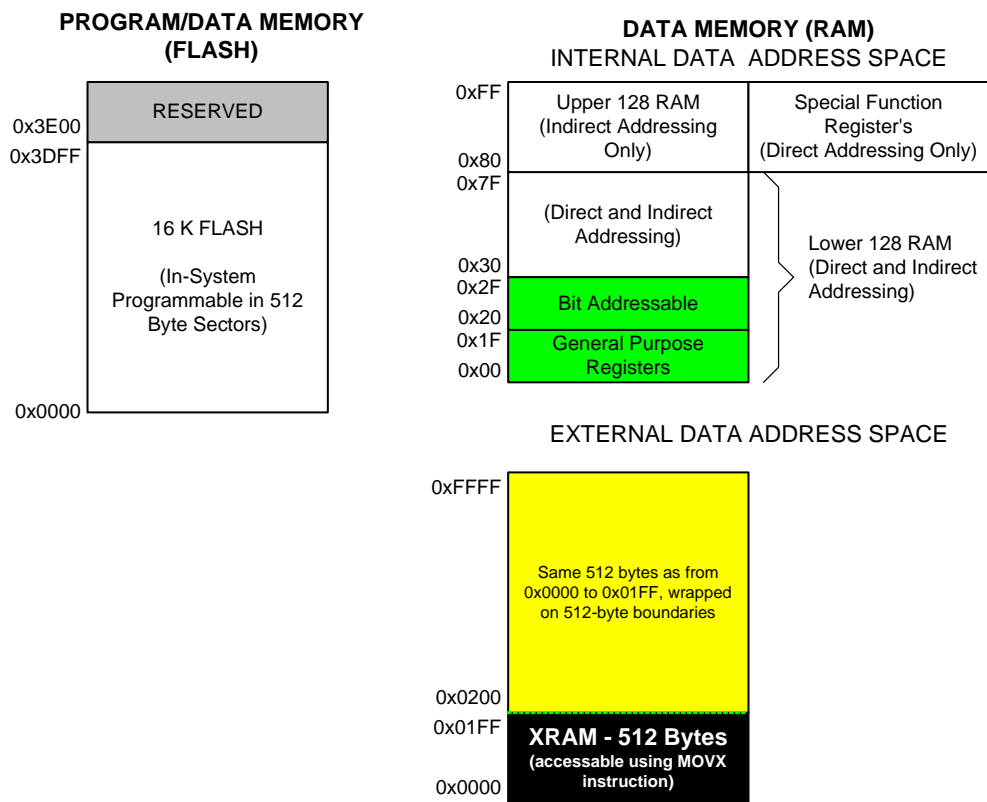 PROGRAM/DATA MEMORY
(FLASH)
RESERVED
0x3E00
0x3DFF
16 K FLASH
(In-System
Programmable in 512
Byte Sectors)
0x0000
DATA MEMORY (RAM)
INTERNAL DATA ADDRESS SPACE
0xFF
Upper 128 RAM
(Indirect Addressing
Only)
0x80
Special Function
Register's
(Direct Addressing Only)
0x7F
(Direct and Indirect
Addressing)
0x30
0x2F
Bit Addressable
0x20
0x1F
General Purpose
Registers
0x00
Lower 128 RAM
(Direct and Indirect
Addressing)
EXTERNAL DATA ADDRESS SPACE
0xFFFF
Same 512 bytes as from
0x0000 to 0x01FF, wrapped
on 512-byte boundaries
0x0200
0x01FF
XRAM - 512 Bytes
(accessable using MOVX
instruction)
0x0000